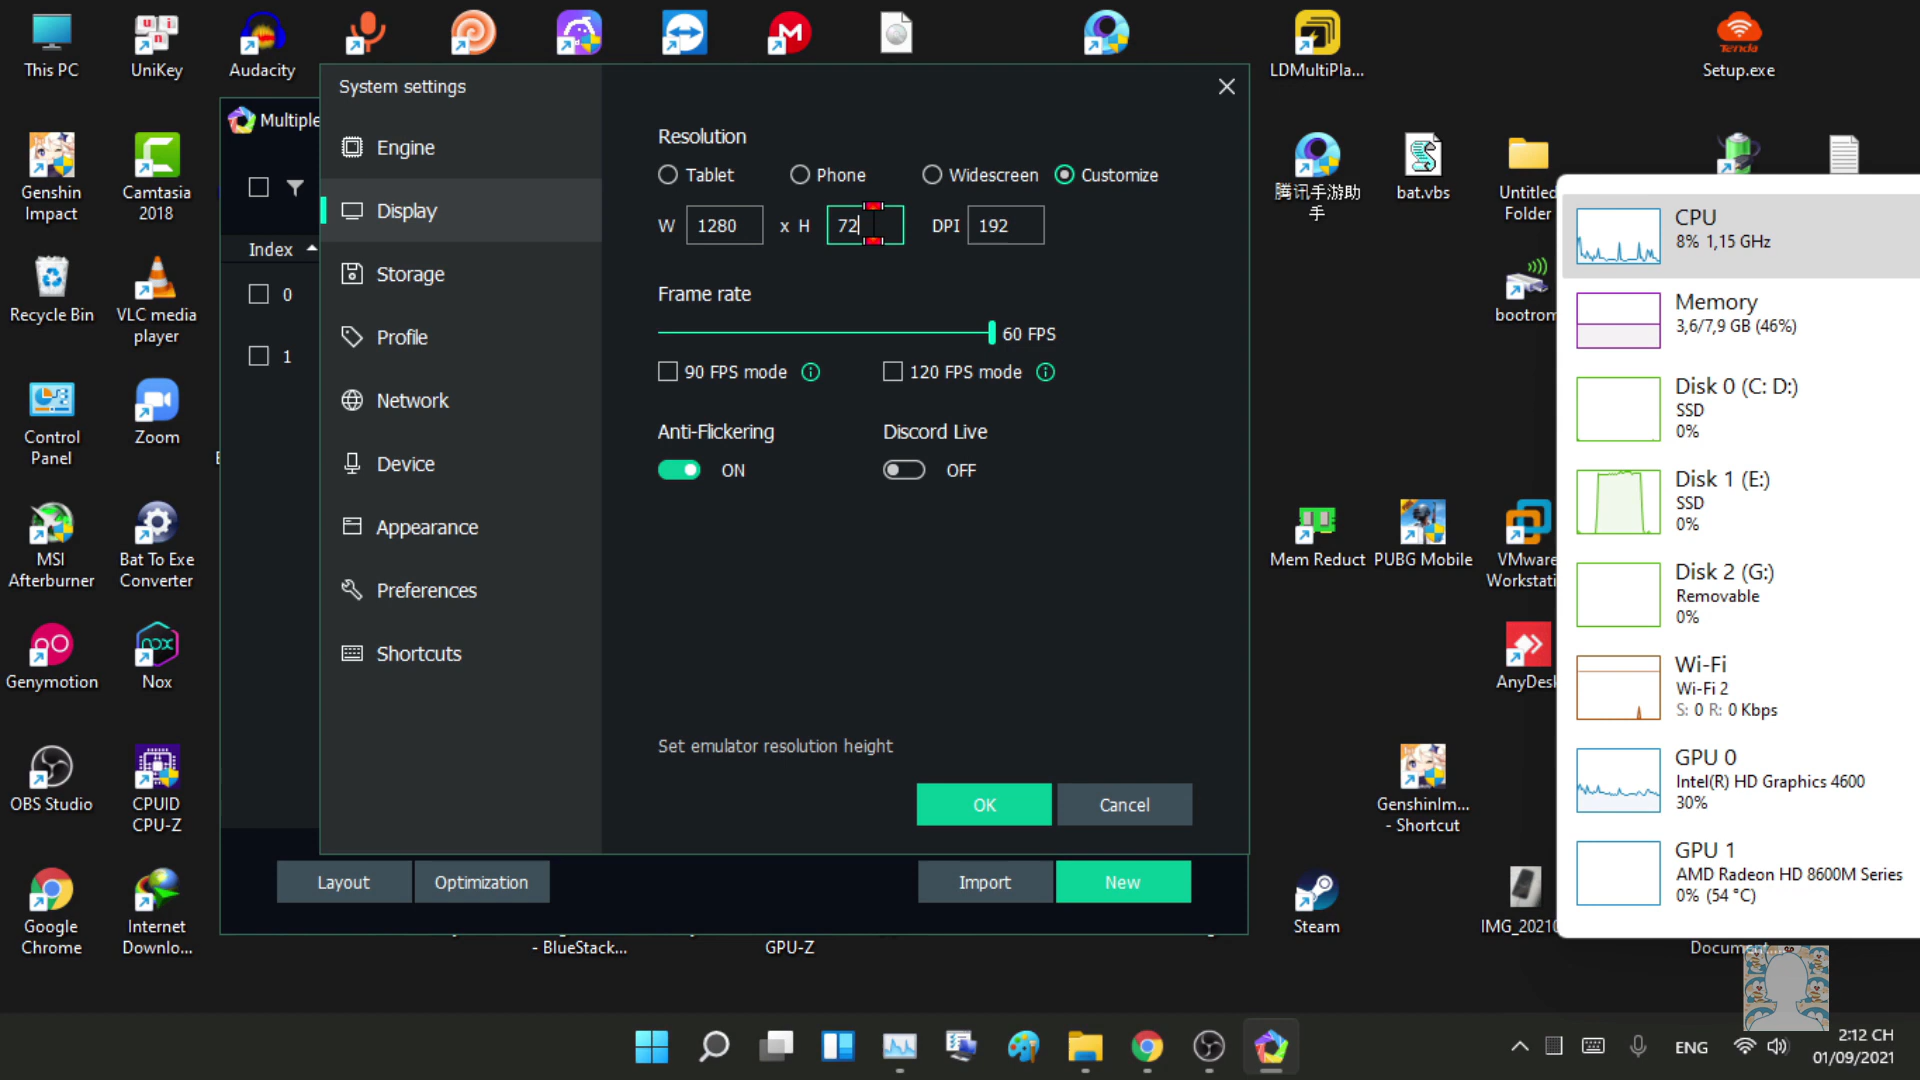 This PC
UniKey
Audacity
LDMultiPla...
Setup.exe
Genshin
Impact
Camtasia
2018
腾讯手游助
手
bat.vbs
Untitled
Folder
Recycle Bin
VLC media
player
bootrom
Control
Panel
Zoom
MSI
Afterburner
Bat To Exe
Converter
Mem Reduct
PUBG Mobile
VMware
Workstati
Genymotion
Nox
AnyDesk
OBS Studio
CPUID
CPU-Z
GenshinIm...
- Shortcut
Google
Chrome
Internet
Downlo...
- BlueStack...
GPU-Z
Steam
IMG_2021
Document...
Multiple
Index
0
1
Layout
Optimization
Import
New
System settings
Engine
Display
Storage
Profile
Network
Device
Appearance
Preferences
Shortcuts
Resolution
Tablet
Phone
Widescreen
Customize
W 1280 x H 72 DPI 192
Frame rate
60 FPS
90 FPS mode
120 FPS mode
Anti-Flickering
Discord Live
ON
OFF
Set emulator resolution height
OK
Cancel
CPU
8% 1,15 GHz
Memory
3,6/7,9 GB (46%)
Disk 0 (C: D:)
SSD
0%
Disk 1 (E:)
SSD
0%
Disk 2 (G:)
Removable
0%
Wi-Fi
Wi-Fi 2
S: 0 R: 0 Kbps
GPU 0
Intel(R) HD Graphics 4600
30%
GPU 1
AMD Radeon HD 8600M Series
0% (54 °C)
ENG
2:12 CH
01/09/2021